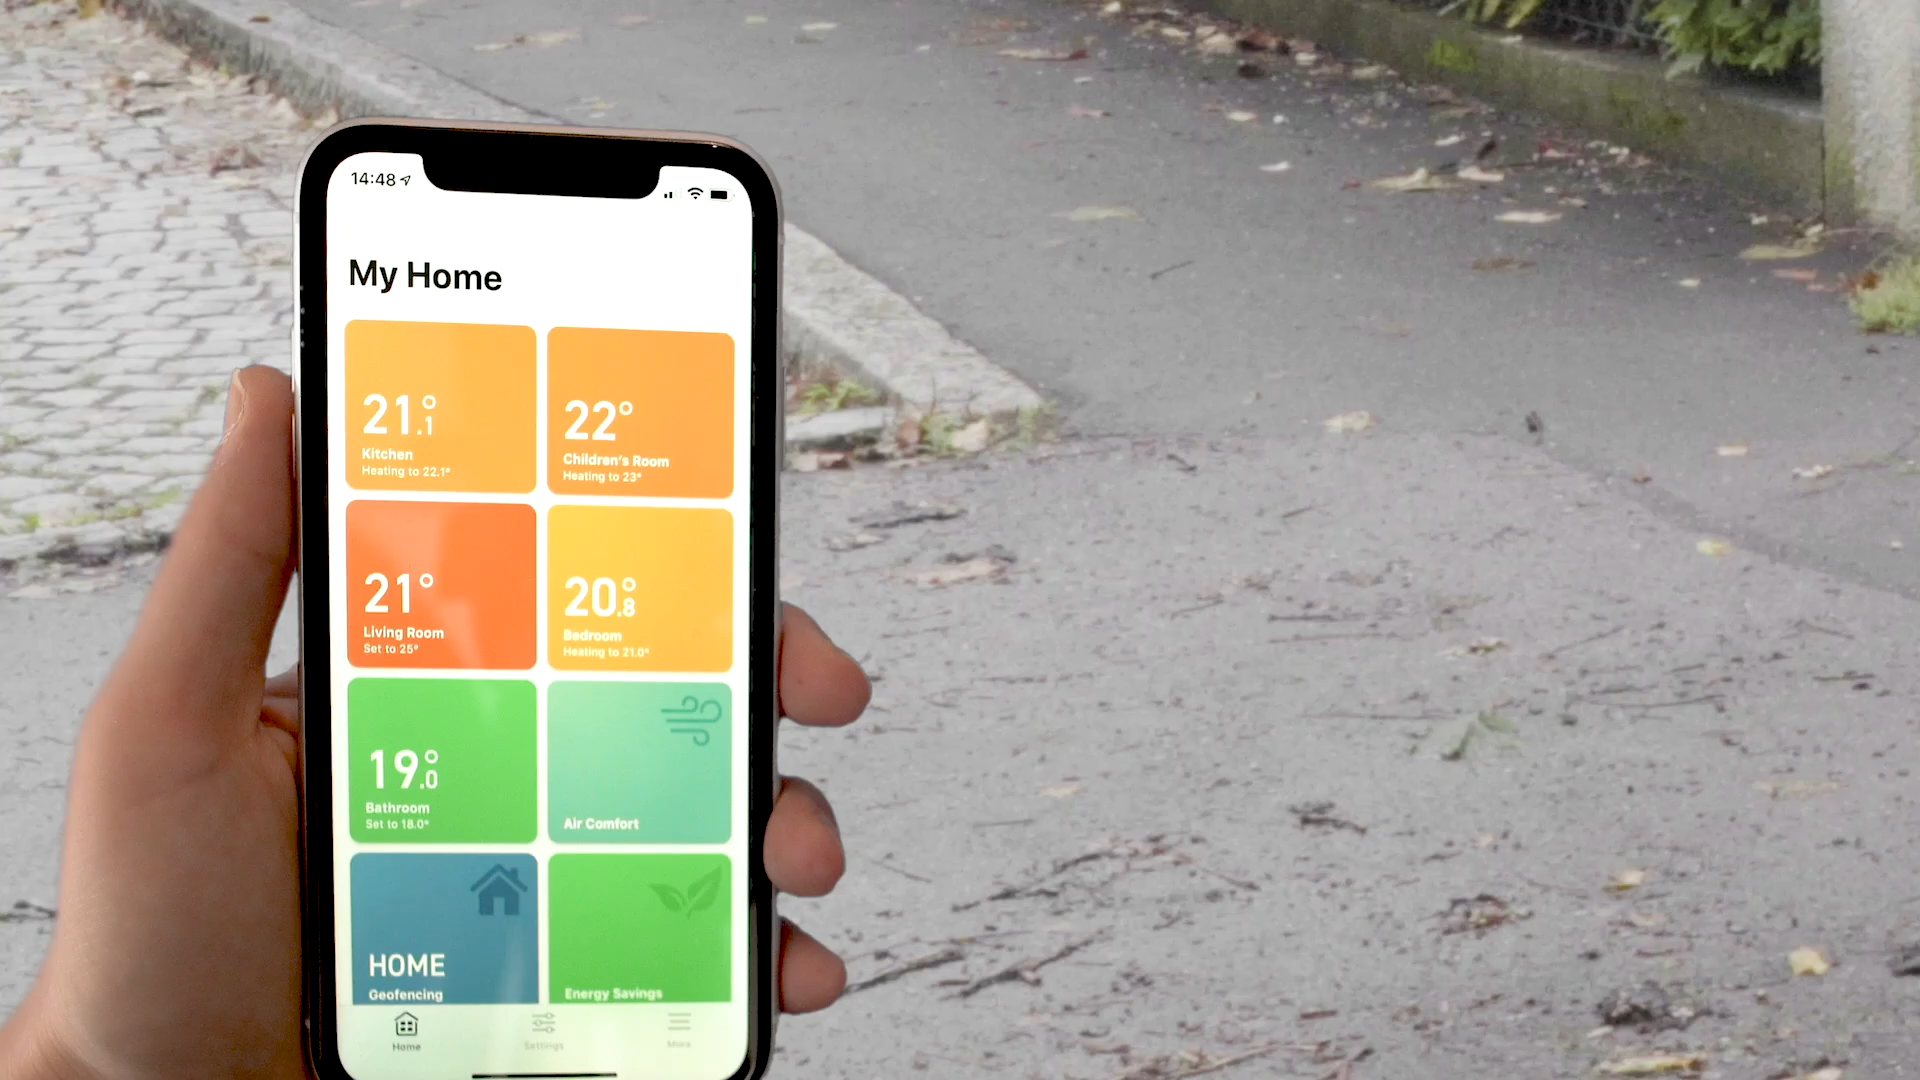 14:48
My Home
21.1°
Kitchen
Heating to 22.1°
22°
Children's Room
Heating to 23°
21°
Living Room
Set to 25°
20.8°
Bedroom
Heating to 21.0°
19.0°
Bathroom
Set to 18.0°
Air Comfort
HOME
Geofencing
Energy Savings
Home
Settings
More